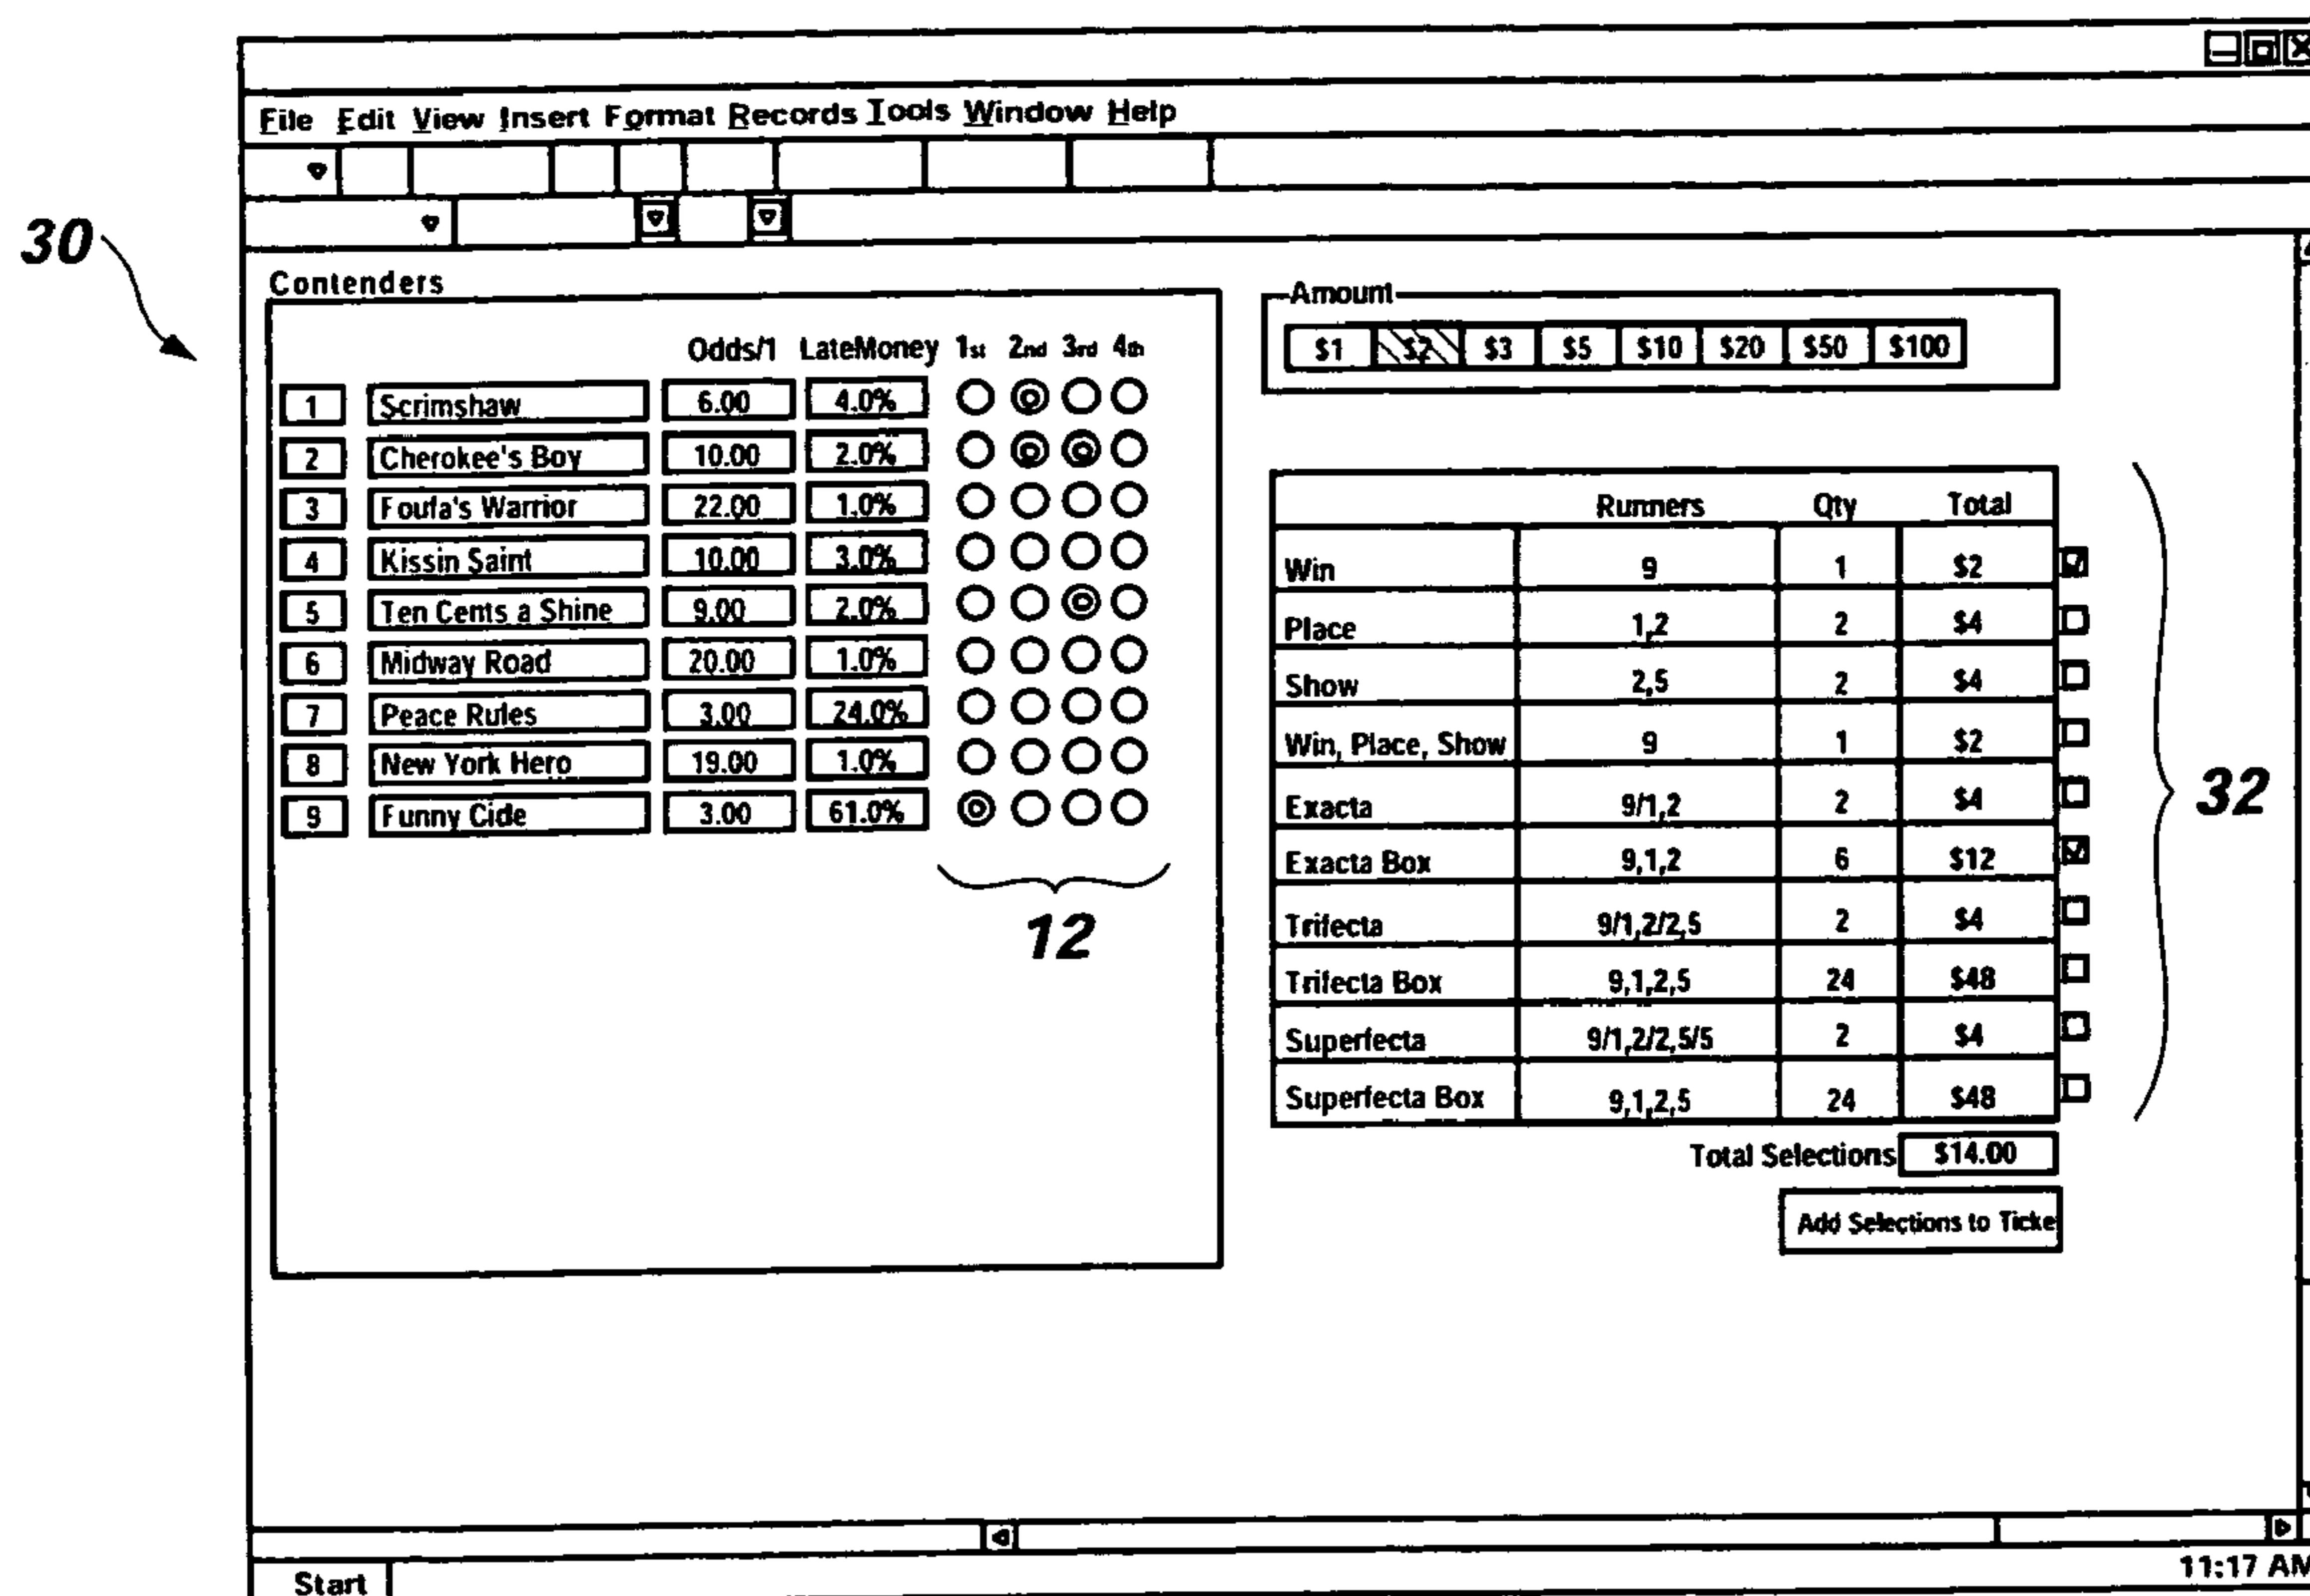 File Edit View Insert Format Records Tools Window Help
30
Contenders
Odds/1 LateMoney 1st 2nd 3rd 4th
1 Scrimshaw 6.00 4.0%
2 Cherokee's Boy 10.00 2.0%
3 Foufa's Warrior 22.00 1.0%
4 Kissin Saint 10.00 3.0%
5 Ten Cents a Shine 9.00 2.0%
6 Midway Road 20.00 1.0%
7 Peace Rules 3.00 24.0%
8 New York Hero 19.00 1.0%
9 Funny Cide 3.00 61.0%
12
Amount
$1 $2 $3 $5 $10 $20 $50 $100
Runners Qty Total
Win 9 1 $2
Place 1,2 2 $4
Show 2,5 2 $4
Win, Place, Show 9 1 $2
Exacta 9/1,2 2 $4
Exacta Box 9,1,2 6 $12
Trifecta 9/1,2/2,5 2 $4
Trifecta Box 9,1,2,5 24 $48
Superfecta 9/1,2/2,5/5 2 $4
Superfecta Box 9,1,2,5 24 $48
32
Total Selections $14.00
Add Selections to Ticke
Start 11:17 AM